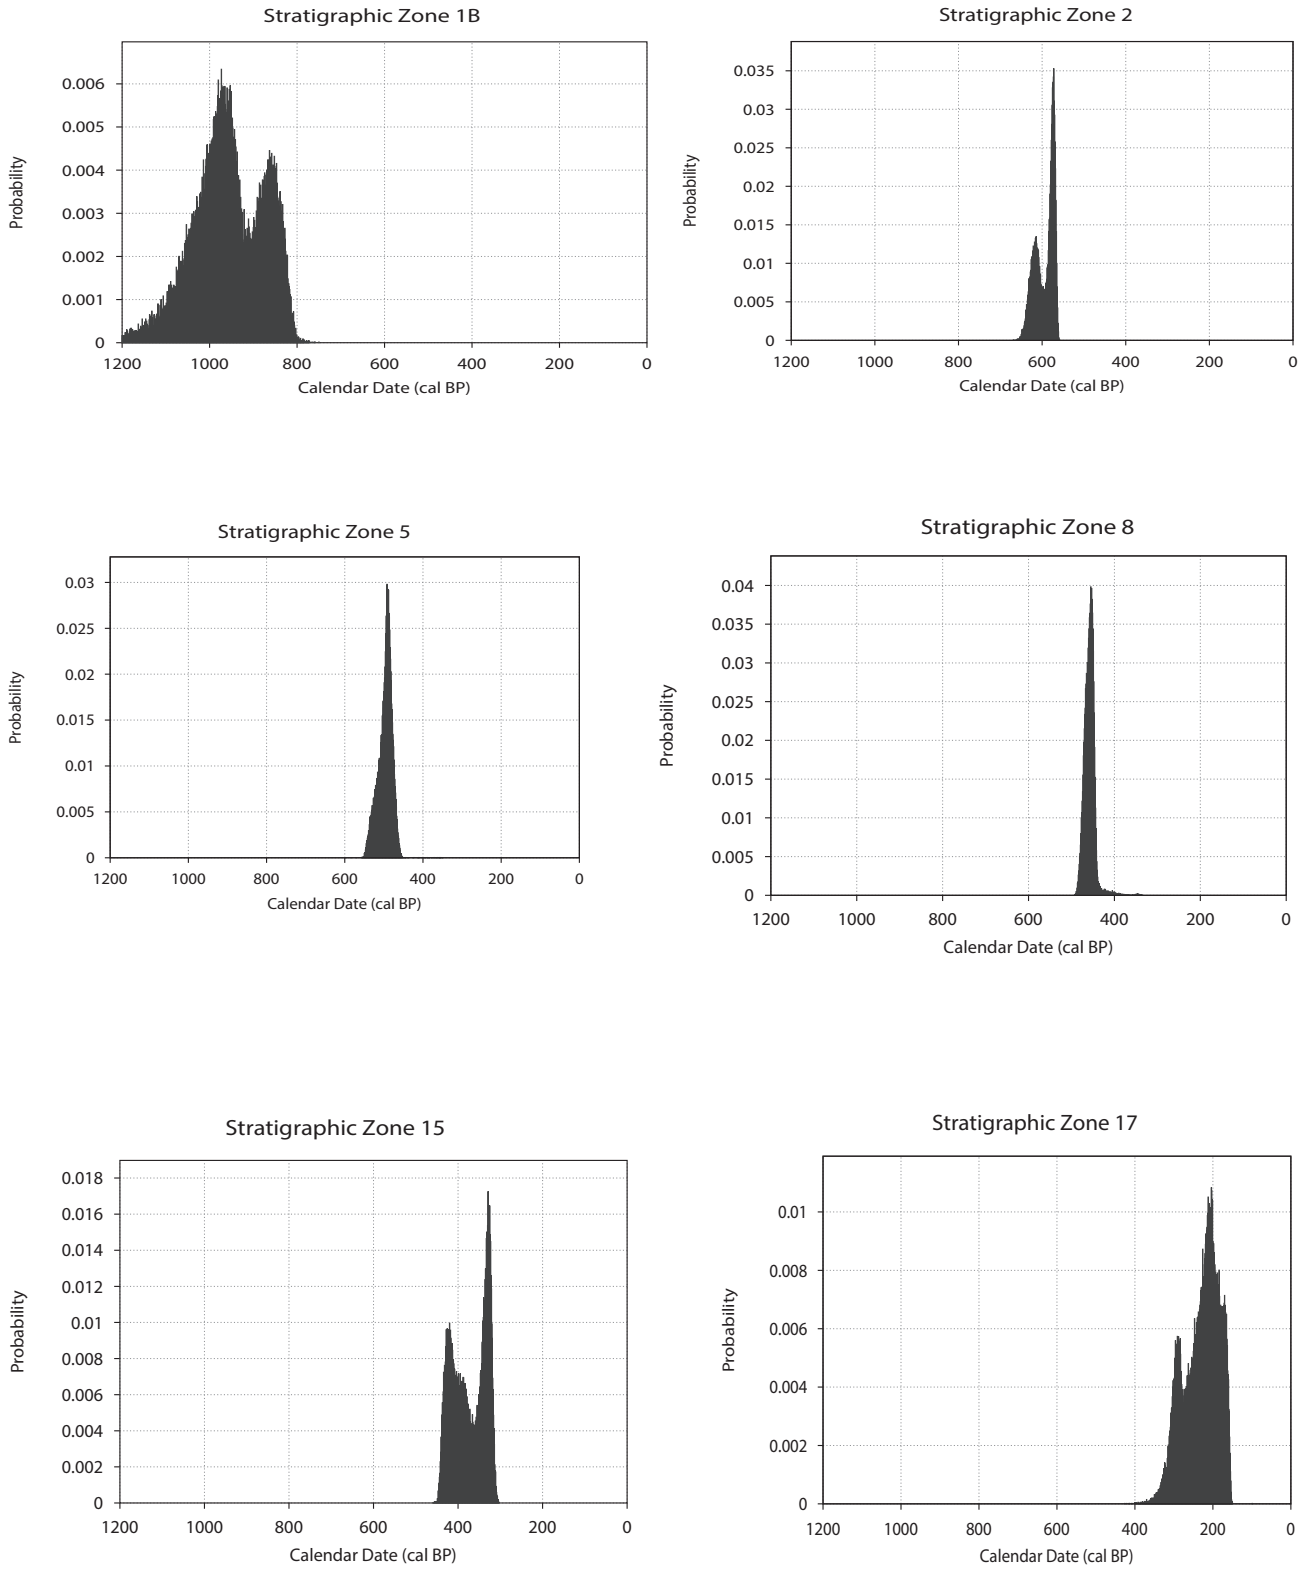 Stratigraphic Zone 1B
Probability
0.006
0.005
0.004
0.003
0.002
0.001
0
1200 1000 800 600 400 200 0
Calendar Date (cal BP)
Stratigraphic Zone 2
Probability
0.035
0.03
0.025
0.02
0.015
0.01
0.005
0
1200 1000 800 600 400 200 0
Calendar Date (cal BP)
Stratigraphic Zone 5
Probability
0.03
0.025
0.02
0.015
0.01
0.005
0
1200 1000 800 600 400 200 0
Calendar Date (cal BP)
Stratigraphic Zone 8
Probability
0.04
0.035
0.03
0.025
0.02
0.015
0.01
0.005
0
1200 1000 800 600 400 200 0
Calendar Date (cal BP)
Stratigraphic Zone 15
Probability
0.018
0.016
0.014
0.012
0.01
0.008
0.006
0.004
0.002
0
1200 1000 800 600 400 200 0
Calendar Date (cal BP)
Stratigraphic Zone 17
Probability
0.01
0.008
0.006
0.004
0.002
0
1200 1000 800 600 400 200 0
Calendar Date (cal BP)